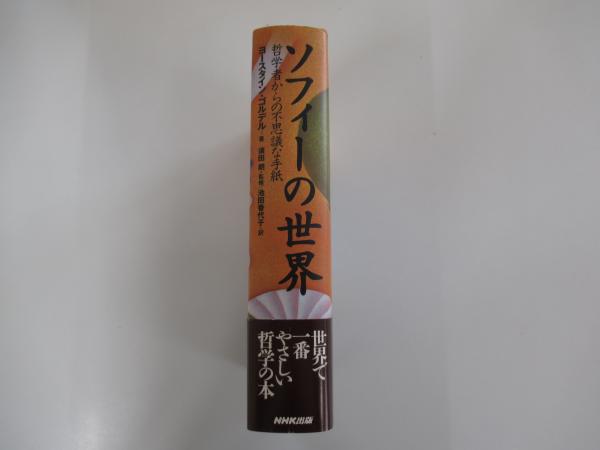 ソフィーの世界
哲学者からの不思議な手紙
ヨースタイン・ゴルデル 著 須田 朗・監修 池田香代子・訳
世界で
一番
やさしい
哲学の本
NHK出版